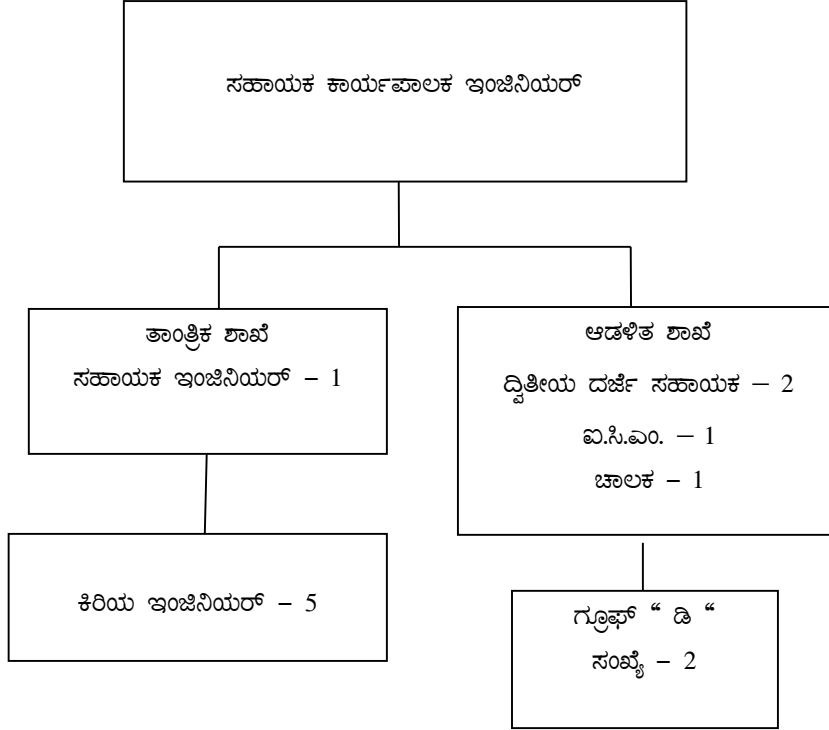 ಸಹಾಯಕ ಕಾರ್ಯಪಾಲಕ ಇಂಜಿನಿಯರ್
ತಾಂತ್ರಿಕ ಶಾಖೆ
ಸಹಾಯಕ ಇಂಜಿನಿಯರ್ – 1
ಕಿರಿಯ ಇಂಜಿನಿಯರ್ – 5
ಆಡಳಿತ ಶಾಖೆ
ದ್ವಿತೀಯ ದರ್ಜೆ ಸಹಾಯಕ – 2
ಐ.ಸಿ.ಎಂ. – 1
ಚಾಲಕ – 1
ಗ್ರೂಫ್ “ ಡಿ “
ಸಂಖ್ಯೆ – 2